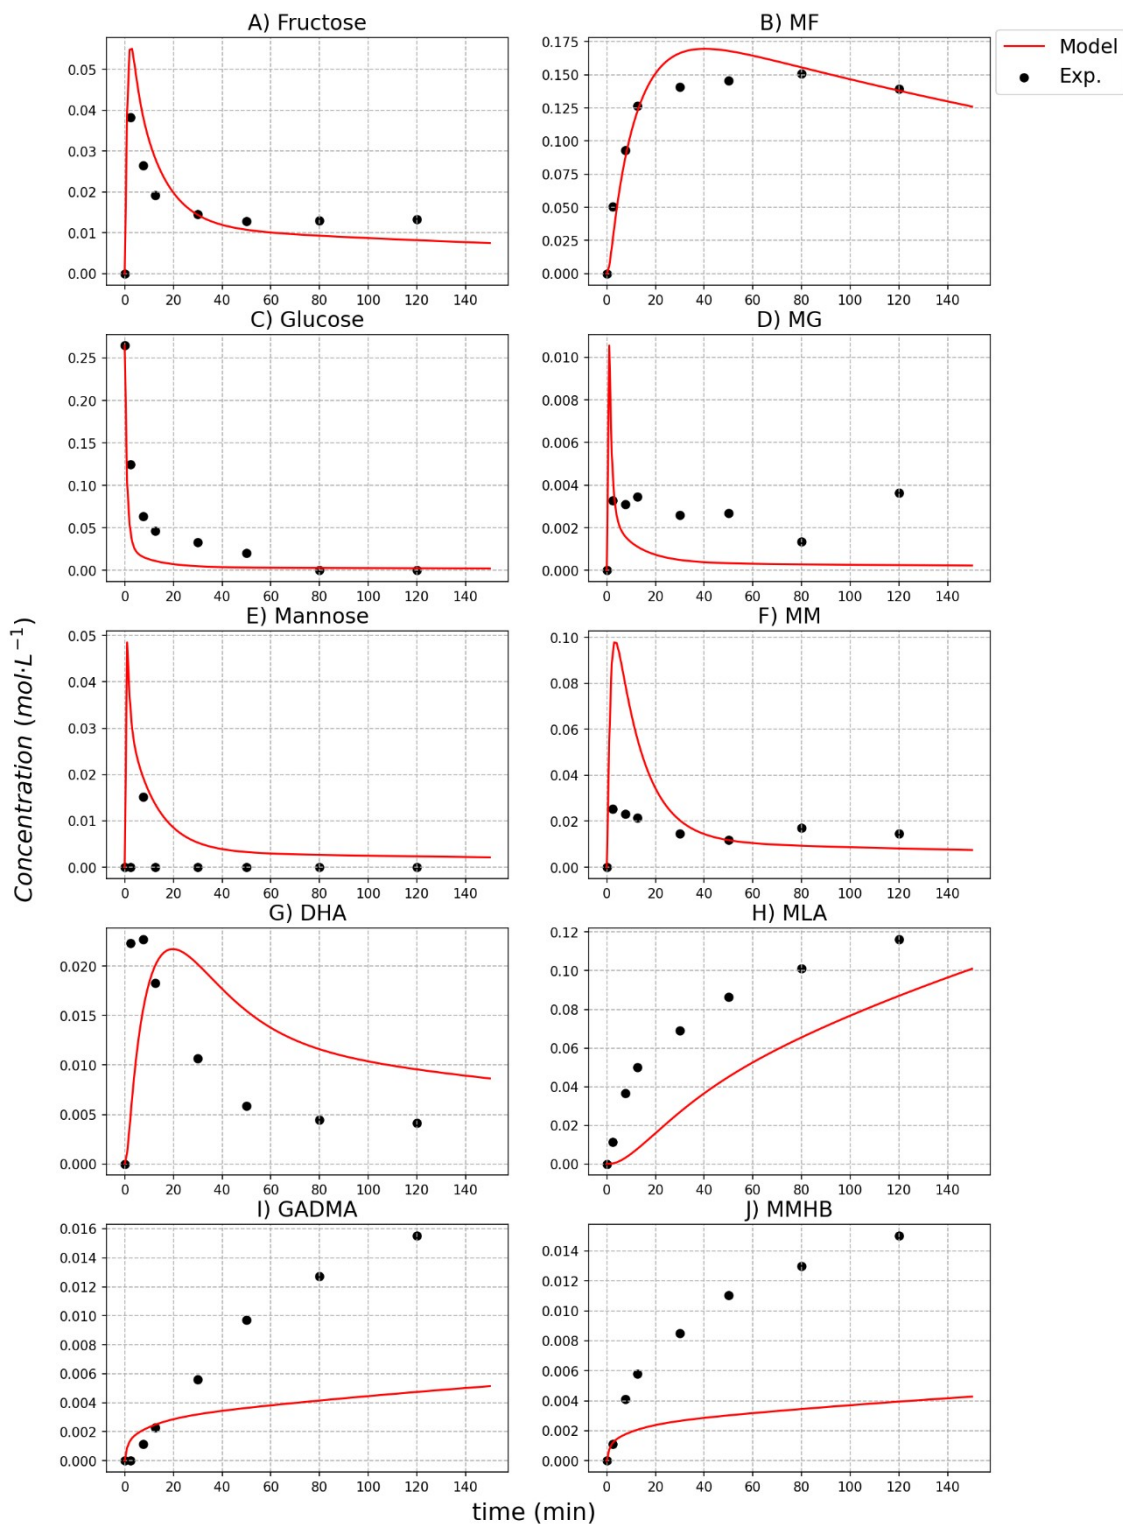 A) Fructose
B) MF
Model
Exp.
0.05
0.04
0.03
0.02
0.01
0.00
0 20 40 60 80 100 120 140
0.175
0.150
0.125
0.100
0.075
0.050
0.025
0.000
0 20 40 60 80 100 120 140
C) Glucose
D) MG
0.25
0.20
0.15
0.10
0.05
0.00
0 20 40 60 80 100 120 140
0.010
0.008
0.006
0.004
0.002
0.000
0 20 40 60 80 100 120 140
E) Mannose
F) MM
0.05
0.04
0.03
0.02
0.01
0.00
0 20 40 60 80 100 120 140
0.10
0.08
0.06
0.04
0.02
0.00
0 20 40 60 80 100 120 140
Concentration (mol·L⁻¹)
G) DHA
H) MLA
0.020
0.015
0.010
0.005
0.000
0 20 40 60 80 100 120 140
0.12
0.10
0.08
0.06
0.04
0.02
0.00
0 20 40 60 80 100 120 140
I) GADMA
J) MMHB
0.016
0.014
0.012
0.010
0.008
0.006
0.004
0.002
0.000
0 20 40 60 80 100 120 140
0.014
0.012
0.010
0.008
0.006
0.004
0.002
0.000
0 20 40 60 80 100 120 140
time (min)